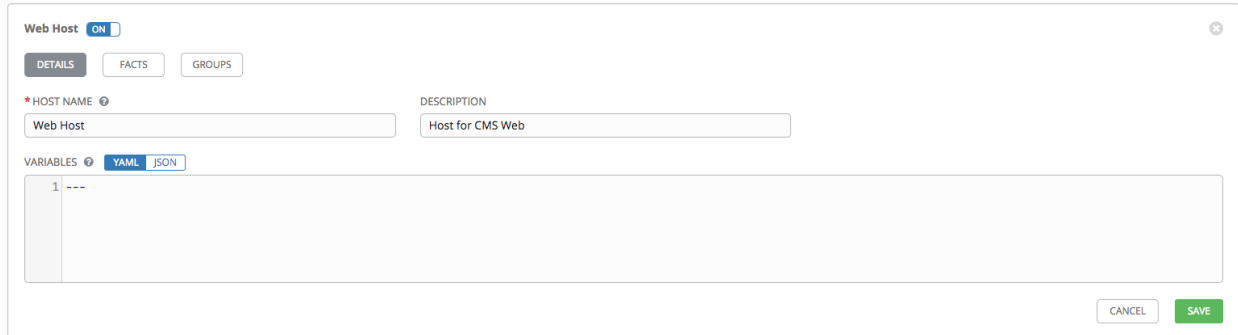 Web Host ON
DETAILS FACTS GROUPS
* HOST NAME ? DESCRIPTION
Web Host Host for CMS Web
VARIABLES ? YAML JSON
1 ---
CANCEL SAVE